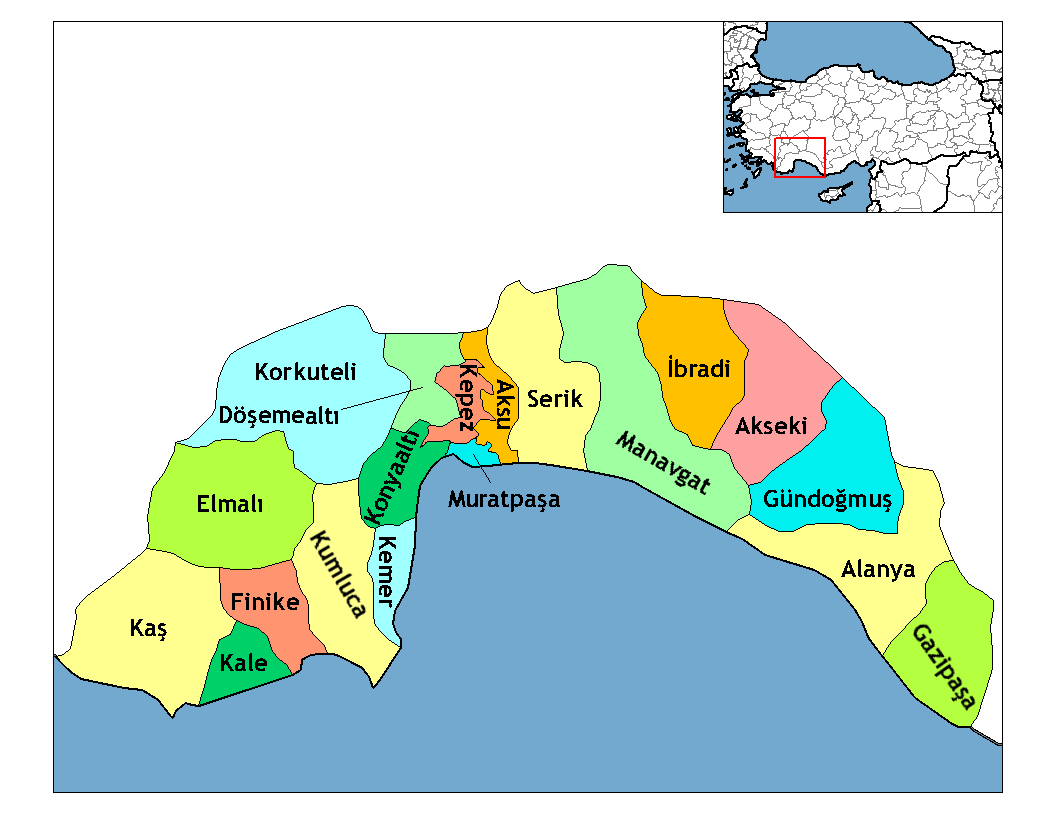 Korkuteli
Döşemealtı
Kepez
Aksu
Serik
İbradi
Akseki
Manavgat
Konyaaltı
Muratpaşa
Gündoğmuş
Elmalı
Kumluca
Kemer
Alanya
Finike
Kaş
Kale
Gazipaşa